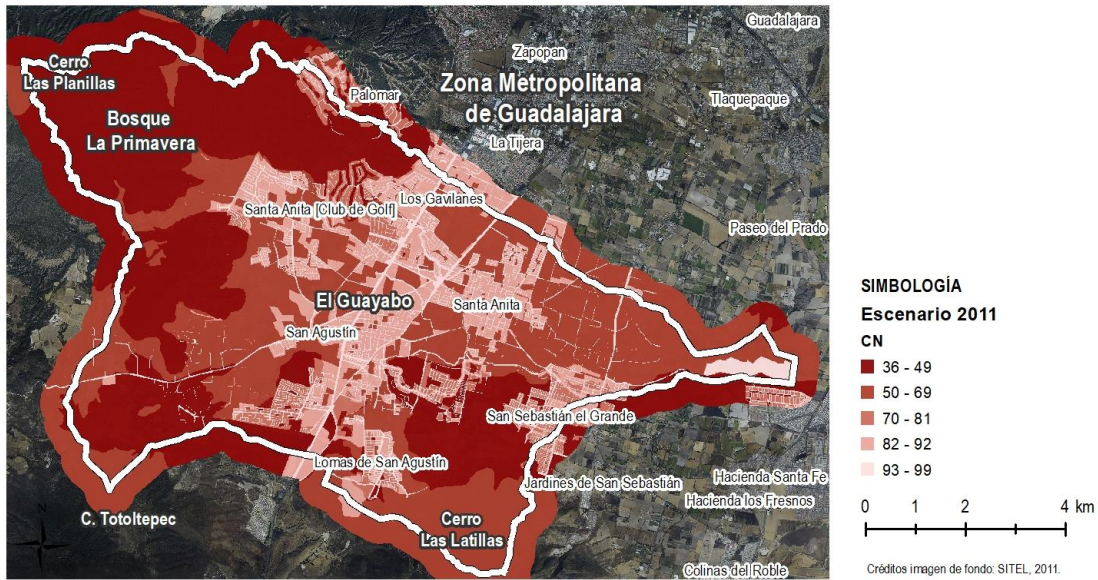 Guadalajara
Zapopan
Cerro
Las Planillas
Zona Metropolitana
de Guadalajara
Palomar
Tlaquepaque
Bosque
La Primavera
La Tijera
Santa Anita [Club de Golf]
Los Gavilanes
Paseo del Prado
El Guayabo
Santa Anita
San Agustín
San Sebastián el Grande
Lomas de San Agustín
Jardines de San Sebastián
Hacienda Santa Fe
Hacienda los Fresnos
C. Totoltepec
Cerro
Las Latillas
Colinas del Roble
N
SIMBOLOGÍA
Escenario 2011
CN
36 - 49
50 - 69
70 - 81
82 - 92
93 - 99
0 1 2 4 km
Créditos imagen de fondo: SITEL, 2011.